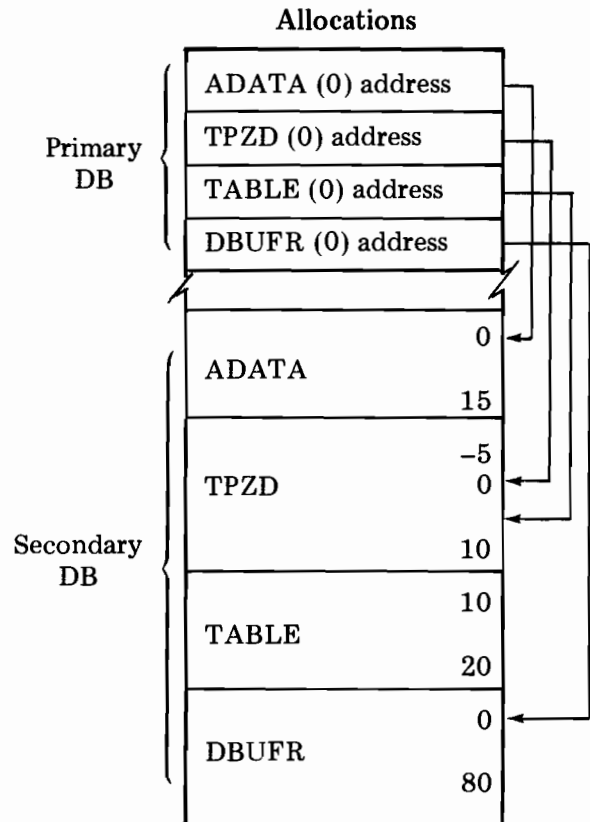 Allocations
ADATA (0) address
TPZD (0) address
TABLE (0) address
DBUFR (0) address
Primary
DB
0
ADATA
15
-5
TPZD
0
10
Secondary
DB
10
TABLE
20
0
DBUFR
80